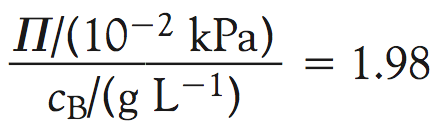 Π/(10⁻² kPa)
c_B/(g L⁻¹) = 1.98